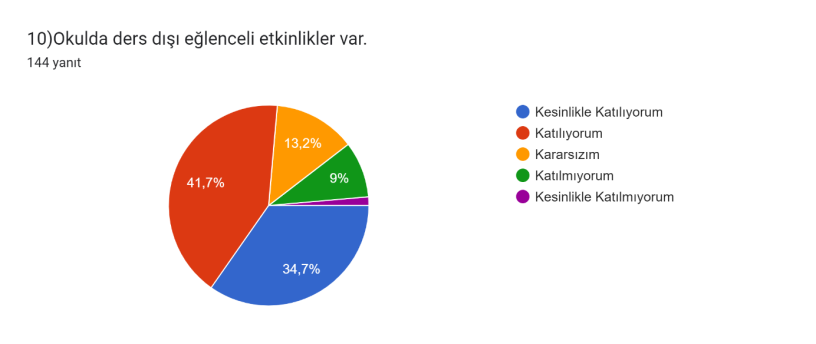 10)Okulda ders dışı eğlenceli etkinlikler var.
144 yanıt
Kesinlikle Katılıyorum
Katılıyorum
Kararsızım
Katılmıyorum
Kesinlikle Katılmıyorum
13,2%
9%
41,7%
34,7%